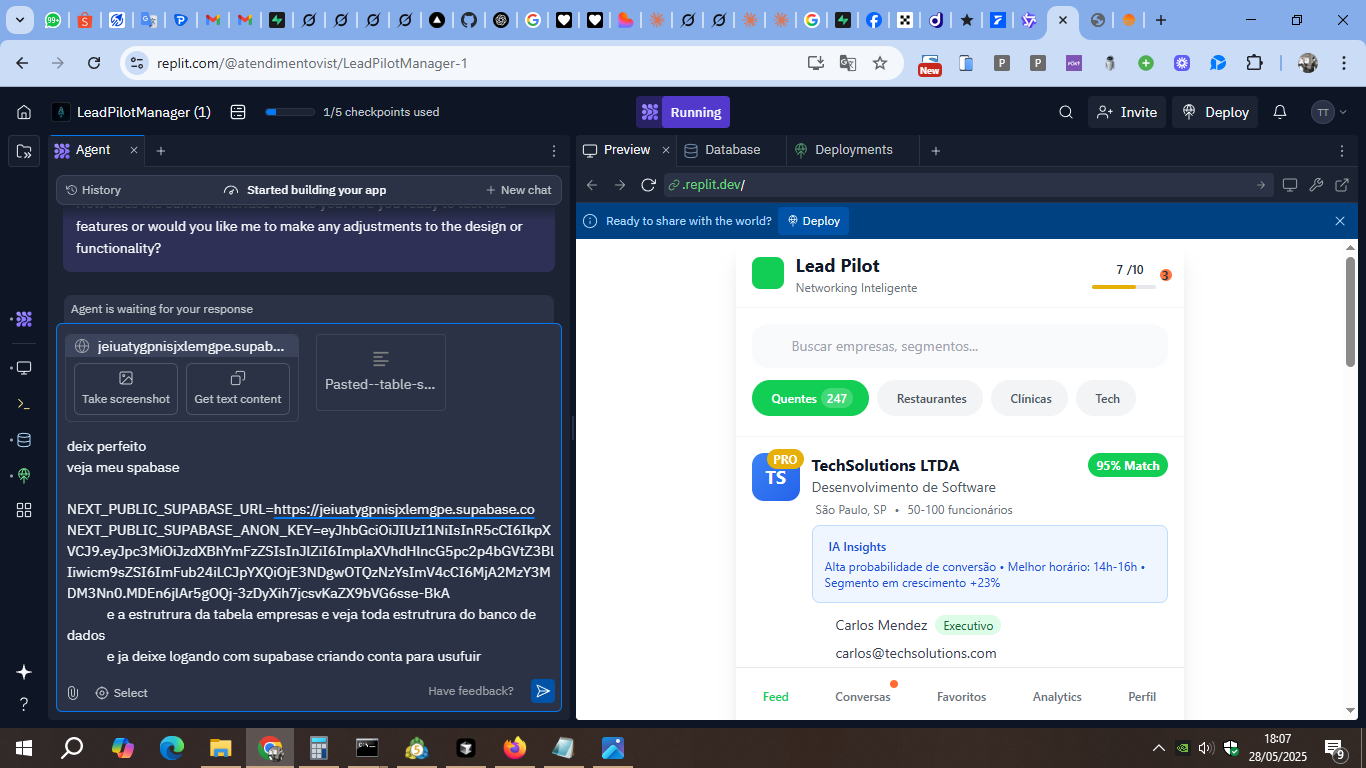 99+
replit.com/@atendimentovist/LeadPilotManager-1
New
LeadPilotManager (1)
1/5 checkpoints used
Running
Invite
Deploy
TT
Agent
History
Started building your app
New chat
features or would you like me to make any adjustments to the design or
functionality?
Agent is waiting for your response
jeiuatygpnisjxlemgpe.supab...
Take screenshot
Get text content
Pasted--table-s...
deix perfeito
veja meu spabase
NEXT_PUBLIC_SUPABASE_URL=https://jeiuatygpnisjxlemgpe.supabase.co
NEXT_PUBLIC_SUPABASE_ANON_KEY=eyJhbGciOiJIUzI1NiIsInR5cCI6IkpX
VCJ9.eyJpc3MiOiJzdXBhYmFzZSIsInJlZiI6ImplaXVhdHlncG5pc2p4bGVtZ3BlI
Iiwicm9sZSI6ImFub24iLCJpYXQiOjE3NDgwOTQzNzYsImV4cCI6MjA2MzY3M
DM3Nn0.MDEn6jlAr5gOQj-3zDyXih7jcsvKaZX9bVG6sse-BkA
e a estrutrura da tabela empresas e veja toda estrutura do banco de
dados
e ja deixe logando com supabase criando conta para usufuir
Select
Have feedback?
Preview
Database
Deployments
.replit.dev/
Ready to share with the world?
Deploy
Lead Pilot
Networking Inteligente
7 /10
3
Buscar empresas, segmentos...
Quentes 247
Restaurantes
Clínicas
Tech
PRO
TS
TechSolutions LTDA
95% Match
Desenvolvimento de Software
São Paulo, SP • 50-100 funcionários
IA Insights
Alta probabilidade de conversão • Melhor horário: 14h-16h •
Segmento em crescimento +23%
Carlos Mendez
Executivo
carlos@techsolutions.com
Feed
Conversas
Favoritos
Analytics
Perfil
18:07
28/05/2025
9